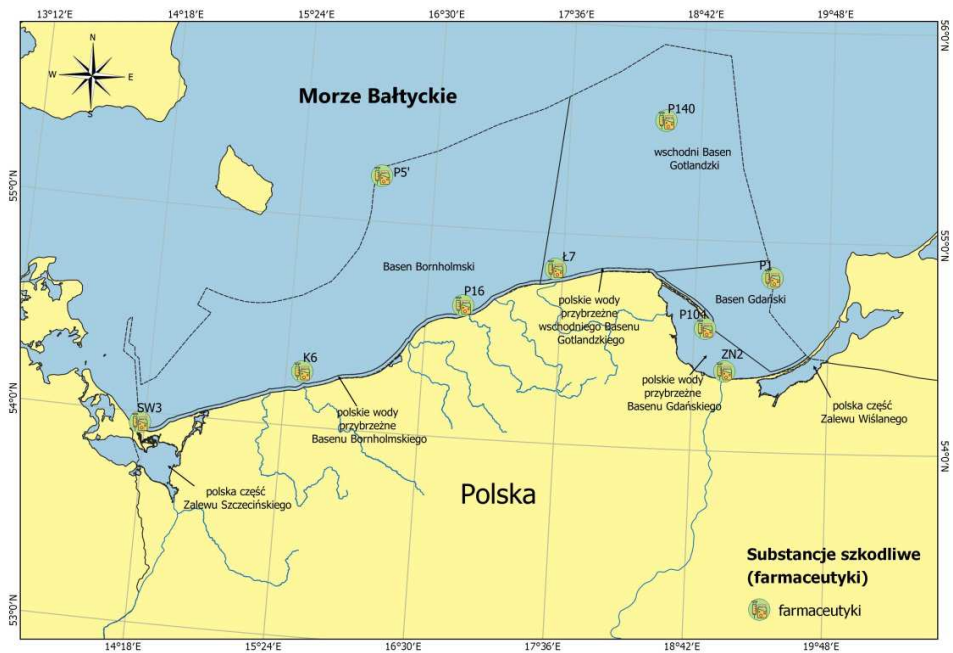 13°12'E 14°18'E 15°24'E 16°30'E 17°36'E 18°42'E 19°48'E
56°0'N
N
W E
S
Morze Bałtyckie
P140
wschodni Basen
Gotlandzki
P5'
55°0'N
55°0'N
Ł7
P1
Basen Bornholmski
P16
polskie wody
przybrzeżne
wschodniego Basenu
Gotlandzkiego
Basen Gdański
P104
K6
ZN2
54°0'N
SW3
polskie wody
przybrzeżne
Basenu Bornholmskiego
polskie wody
przybrzeżne
Basenu Gdańskiego
polska część
Zalewu Wiślanego
54°0'N
polska część
Zalewu Szczecińskiego
Polska
Substancje szkodliwe
(farmaceutyki)
farmaceutyki
53°0'N
14°18'E 15°24'E 16°30'E 17°36'E 18°42'E 19°48'E